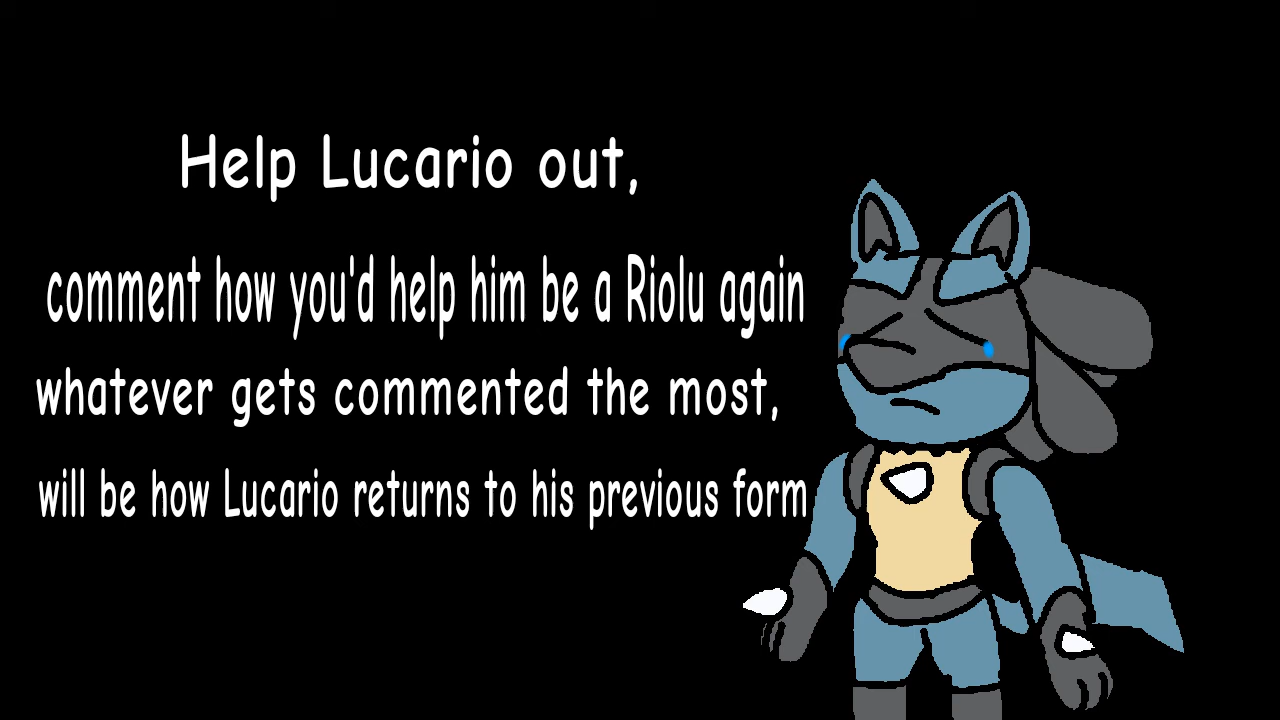 Help Lucario out,
comment how you'd help him be a Riolu again
whatever gets commented the most,
will be how Lucario returns to his previous form